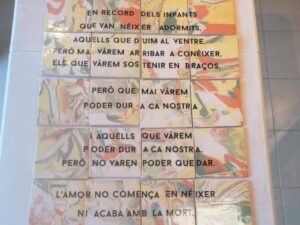 EN RECORD DELS INFANTS
QUE VAN NÉIXER ADORMITS.
AQUELLS QUE DUIM AL VENTRE.
PERÒ MAI VÀREM ARRIBAR A CONÈIXER.
ELS QUE VÀREM SOSTENIR EN BRAÇOS,
PERÒ QUE MAI VÀREM
PODER DUR A CA NOSTRA
I AQUELLS QUE VÀREM
PODER DUR A CA NOSTRA.
PERÒ NO VAREN PODER QUEDAR.
L'AMOR NO COMENÇA EN NÉIXER
NI ACABA AMB LA MORT.